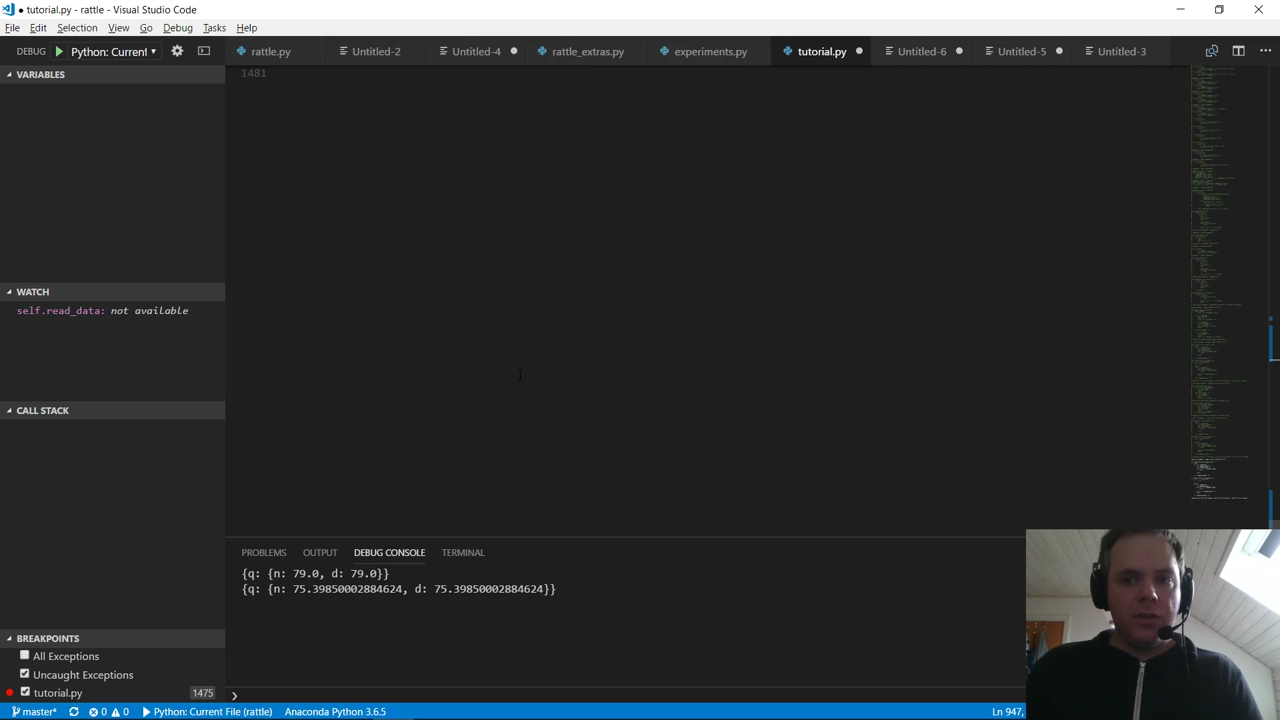 ● tutorial.py - rattle - Visual Studio Code
File Edit Selection View Go Debug Tasks Help
DEBUG Python: Current
rattle.py Untitled-2 Untitled-4 ● rattle_extras.py experiments.py tutorial.py ● Untitled-6 ● Untitled-5 ● Untitled-3 ...
VARIABLES
1481
WATCH
self.read_data: not available
CALL STACK
PROBLEMS OUTPUT DEBUG CONSOLE TERMINAL
{q: {n: 79.0, d: 79.0}}
{q: {n: 75.39850002884624, d: 75.39850002884624}}
BREAKPOINTS
All Exceptions
Uncaught Exceptions
tutorial.py 1475
master* 0 0 Python: Current File (rattle) Anaconda Python 3.6.5 Ln 947,